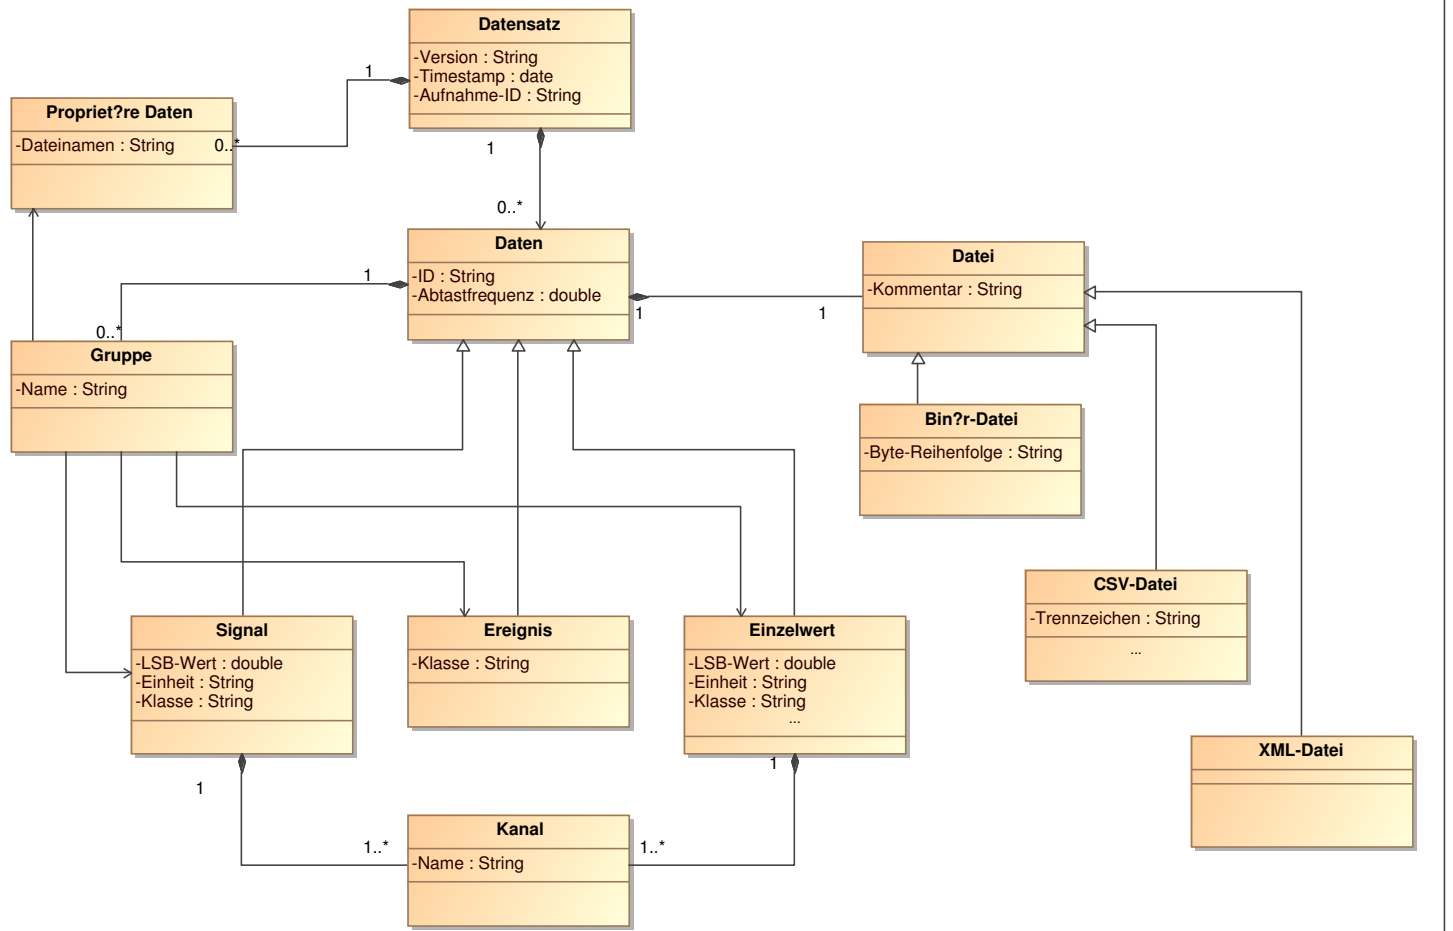 Datensatz
-Version : String
-Timestamp : date
-Aufnahme-ID : String
1
Propriet?re Daten
-Dateinamen : String
0..*
1
0..*
Daten
-ID : String
-Abtastfrequenz : double
1
0..*
1
1
Datei
-Kommentar : String
Gruppe
-Name : String
Bin?r-Datei
-Byte-Reihenfolge : String
CSV-Datei
-Trennzeichen : String
...
Signal
-LSB-Wert : double
-Einheit : String
-Klasse : String
Ereignis
-Klasse : String
Einzelwert
-LSB-Wert : double
-Einheit : String
-Klasse : String
...
XML-Datei
1
1
1..*
1..*
Kanal
-Name : String